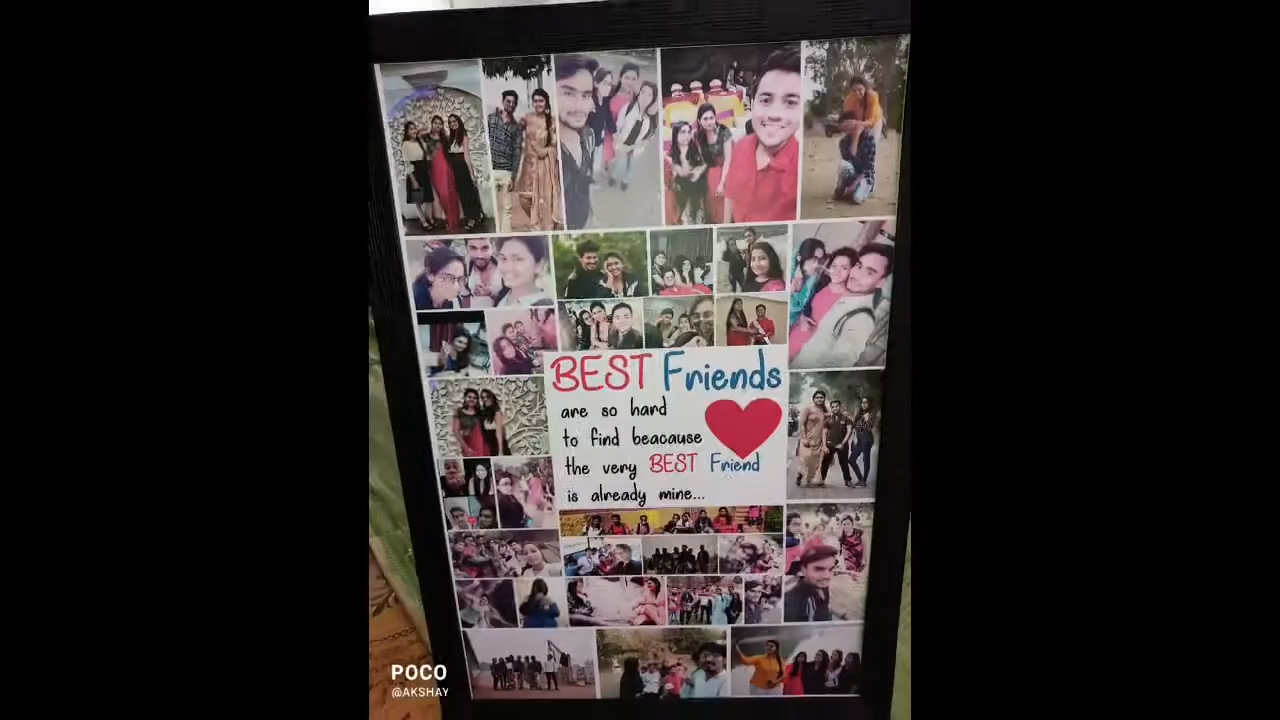 BEST Friends
are so hard
to find beacause
the very BEST Friend
is already mine...
POCO
@AKSHAY